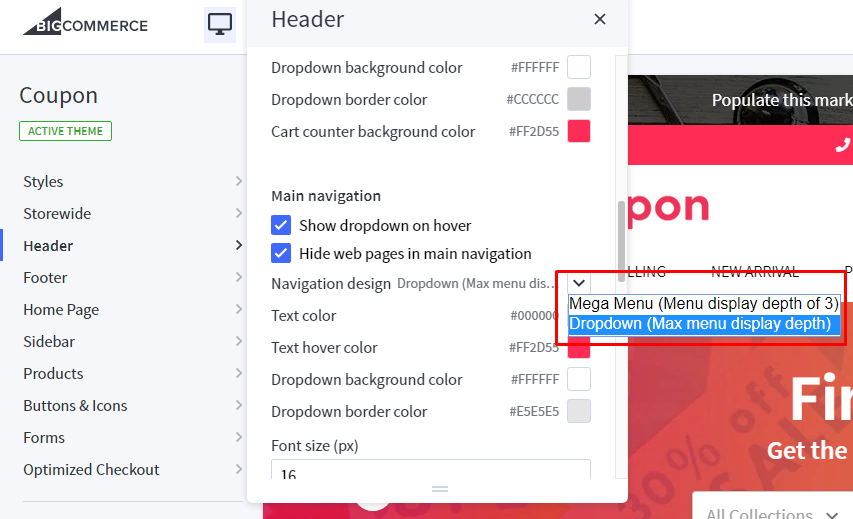 BIGCOMMERCE
Header
Coupon
ACTIVE THEME
Styles
Storewide
Header
Footer
Home Page
Sidebar
Products
Buttons & Icons
Forms
Optimized Checkout
Dropdown background color #FFFFFF
Dropdown border color #CCCCCC
Cart counter background color #FF2D55
Main navigation
Show dropdown on hover
Hide web pages in main navigation
Navigation design Dropdown (Max menu dis...
Mega Menu (Menu display depth of 3)
Dropdown (Max menu display depth)
Text color #000000
Text hover color #FF2D55
Dropdown background color #FFFFFF
Dropdown border color #E5E5E5
Font size (px)
16
Populate this mark
pon
LLING NEW ARRIVAL P
Fir
Get the
30% off
SALE
All Collections